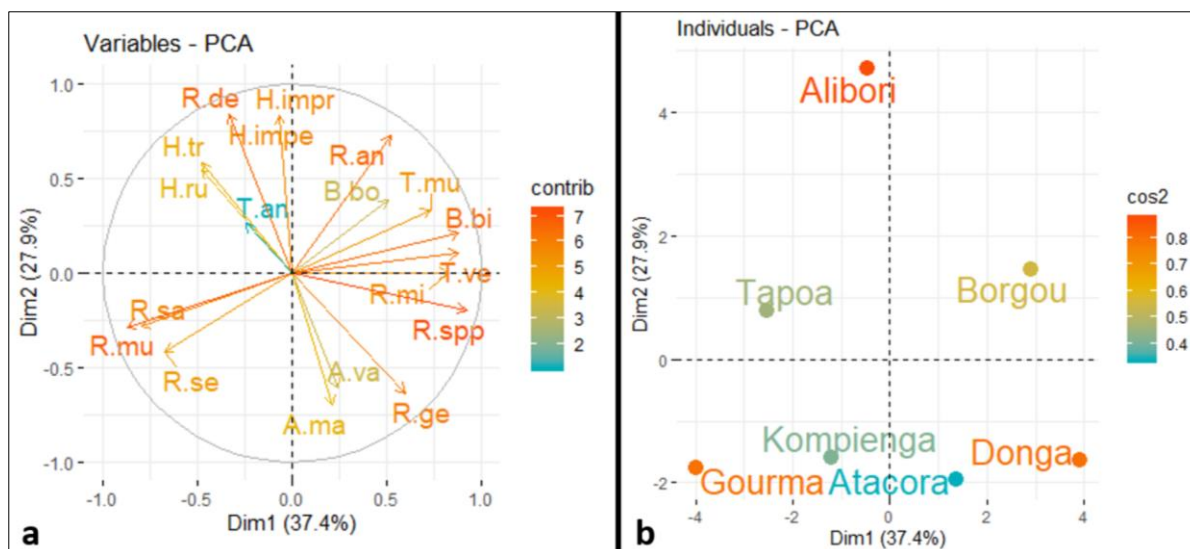 Variables - PCA
1.0
0.5
0.0
-0.5
-1.0
Dim2 (27.9%)
R.de
H.impr
H.impe
H.tr
R.an
H.ru
B.bo
T.an
T.mu
B.bi
T.ve
R.mi
R.sa
R.spp
R.mu
R.se
A.va
R.ge
A.ma
-1.0 -0.5 0.0 0.5 1.0
Dim1 (37.4%)
contrib
7
6
5
4
3
2
a
Individuals - PCA
4
2
0
-2
Dim2 (27.9%)
Alibori
Tapoa
Borgou
Kompienga
Donga
Gourma
Atacora
-4 -2 0 2 4
Dim1 (37.4%)
cos2
0.8
0.7
0.6
0.5
0.4
b